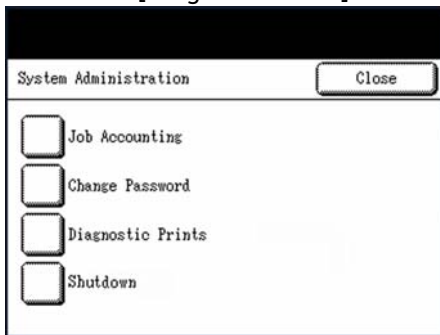 System Administration
Close
Job Accounting
Change Password
Diagnostic Prints
Shutdown